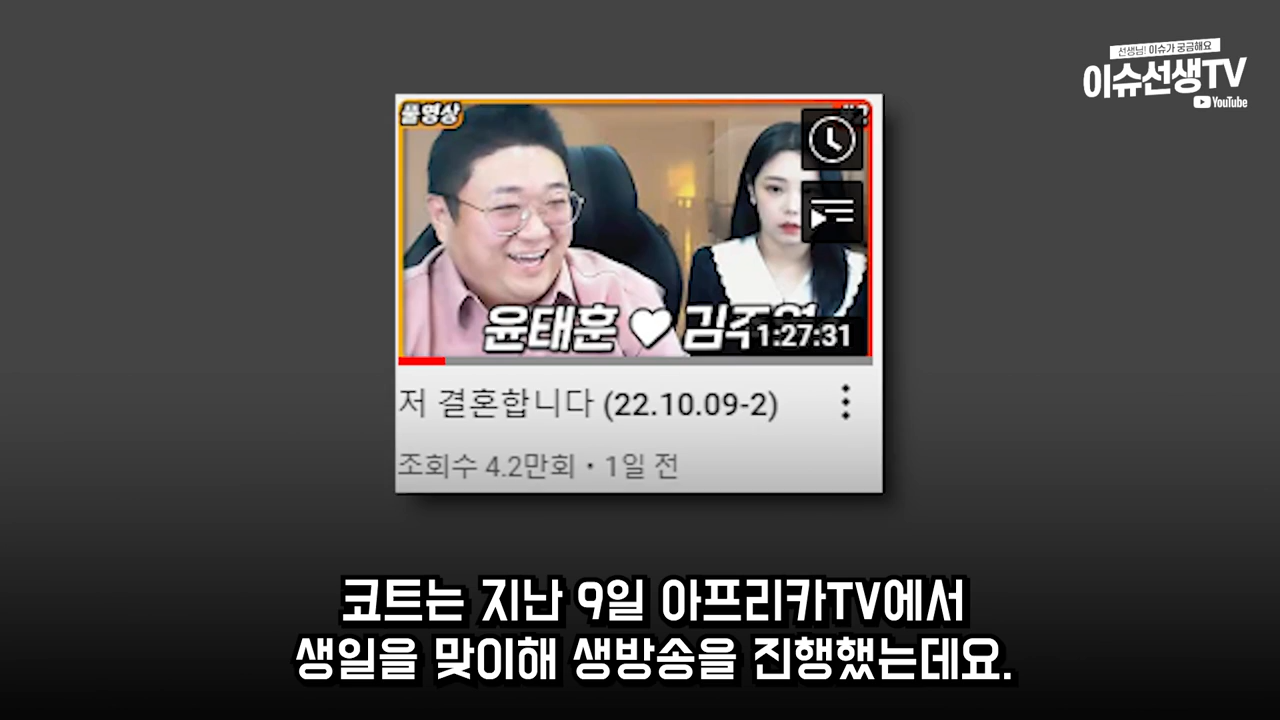 선생님! 이슈가 궁금해요
이슈선생TV
YouTube
풀영상
윤태훈 ♥
1:27:31
저 결혼합니다 (22.10.09-2)
조회수 4.2만회 • 1일 전
코트는 지난 9일 아프리카TV에서
생일을 맞이해 생방송을 진행했는데요.